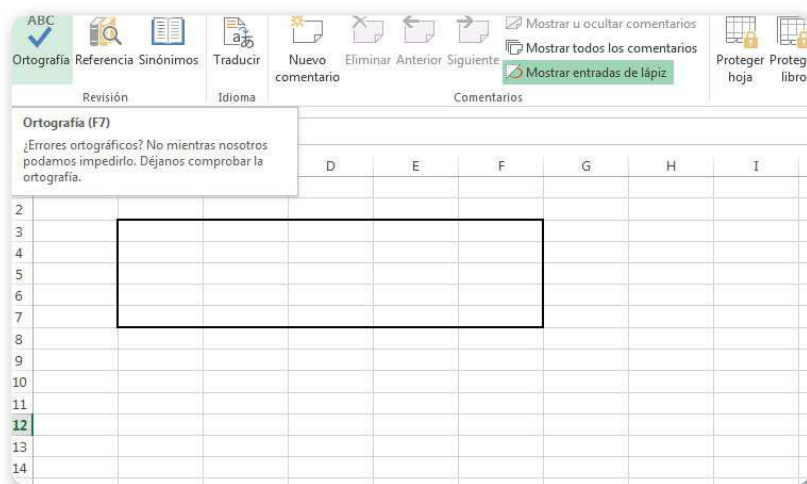 ABC
Ortografía Referencia Sinónimos Traducir Nuevo comentario Eliminar Anterior Siguiente
Mostrar u ocultar comentarios
Mostrar todos los comentarios
Mostrar entradas de lápiz
Proteger hoja
Proteg libro
Revisión Idioma Comentarios
Ortografía (F7)
¿Errores ortográficos? No mientras nosotros
podamos impedirlo. Déjanos comprobar la
ortografía.
D E F G H I
2
3
4
5
6
7
8
9
10
11
12
13
14